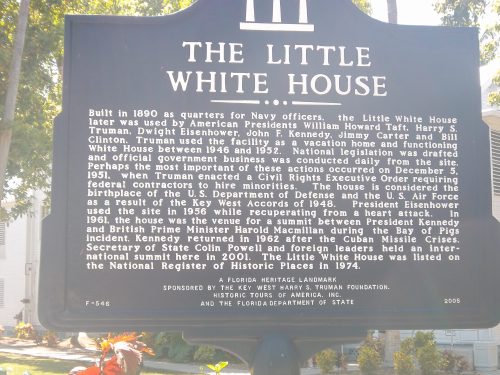 THE LITTLE
WHITE HOUSE
Built in 1890 as quarters for Navy officers, the Little White House
later was used by American Presidents William Howard Taft, Harry S.
Truman, Dwight Eisenhower, John F. Kennedy, Jimmy Carter and Bill
Clinton. Truman used the facility as a vacation home and functioning
White House between 1946 and 1952. National legislation was drafted
and official government business was conducted daily from the site.
Perhaps the most important of these actions occurred on December 5,
1951, when Truman enacted a Civil Rights Executive Order requiring
federal contractors to hire minorities. The house is considered the
birthplace of the U.S. Department of Defense and the U.S. Air Force
as a result of the Key West Accords of 1948. President Eisenhower
used the site in 1956 while recuperating from a heart attack. In
1961, the house was the venue for a summit between President Kennedy
and British Prime Minister Harold Macmillan during the Bay of Pigs
incident. Kennedy returned in 1962 after the Cuban Missile Crises.
Secretary of State Colin Powell and foreign leaders held an inter-
national summit here in 2001. The Little White House was listed on
the National Register of Historic Places in 1974.
A FLORIDA HERITAGE LANDMARK
SPONSORED BY THE KEY WEST HARRY S. TRUMAN FOUNDATION,
HISTORIC TOURS OF AMERICA, INC.
F-546 AND THE FLORIDA DEPARTMENT OF STATE 2005